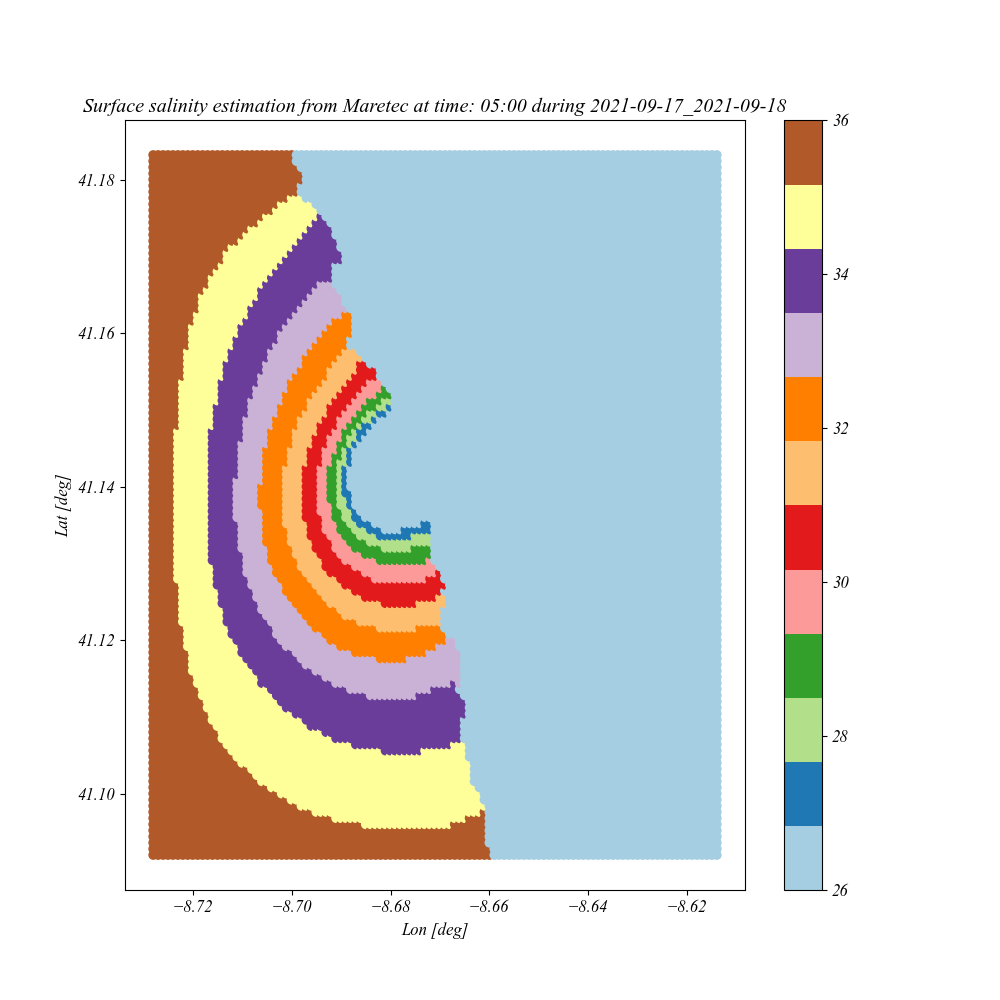 Surface salinity estimation from Maretec at time: 05:00 during 2021-09-17_2021-09-18
36
41.18
34
41.16
32
41.14
Lat [deg]
30
41.12
28
41.10
26
−8.72 −8.70 −8.68 −8.66 −8.64 −8.62
Lon [deg]